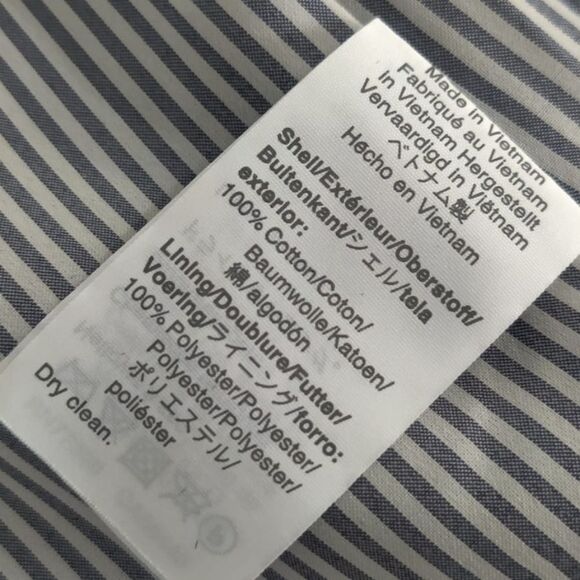 Made in Vietnam
Fabriqué au Vietnam
in Vietnam Hergestellt
Vervaardigd in Viëtnam
ベトナム製
Hecho en Vietnam
Shell/Extérieur/Oberstoff/
Buitenkant/シェル/tela
exterior:
100% Cotton/Coton/
Baumwolle/Katoen/
綿/algodón
Lining/Doublure/Futter/
Voering/ライニング/forro:
100% Polyester/Polyester/
Polyester/Polyester/
ポリエステル/
poliéster
Dry clean.